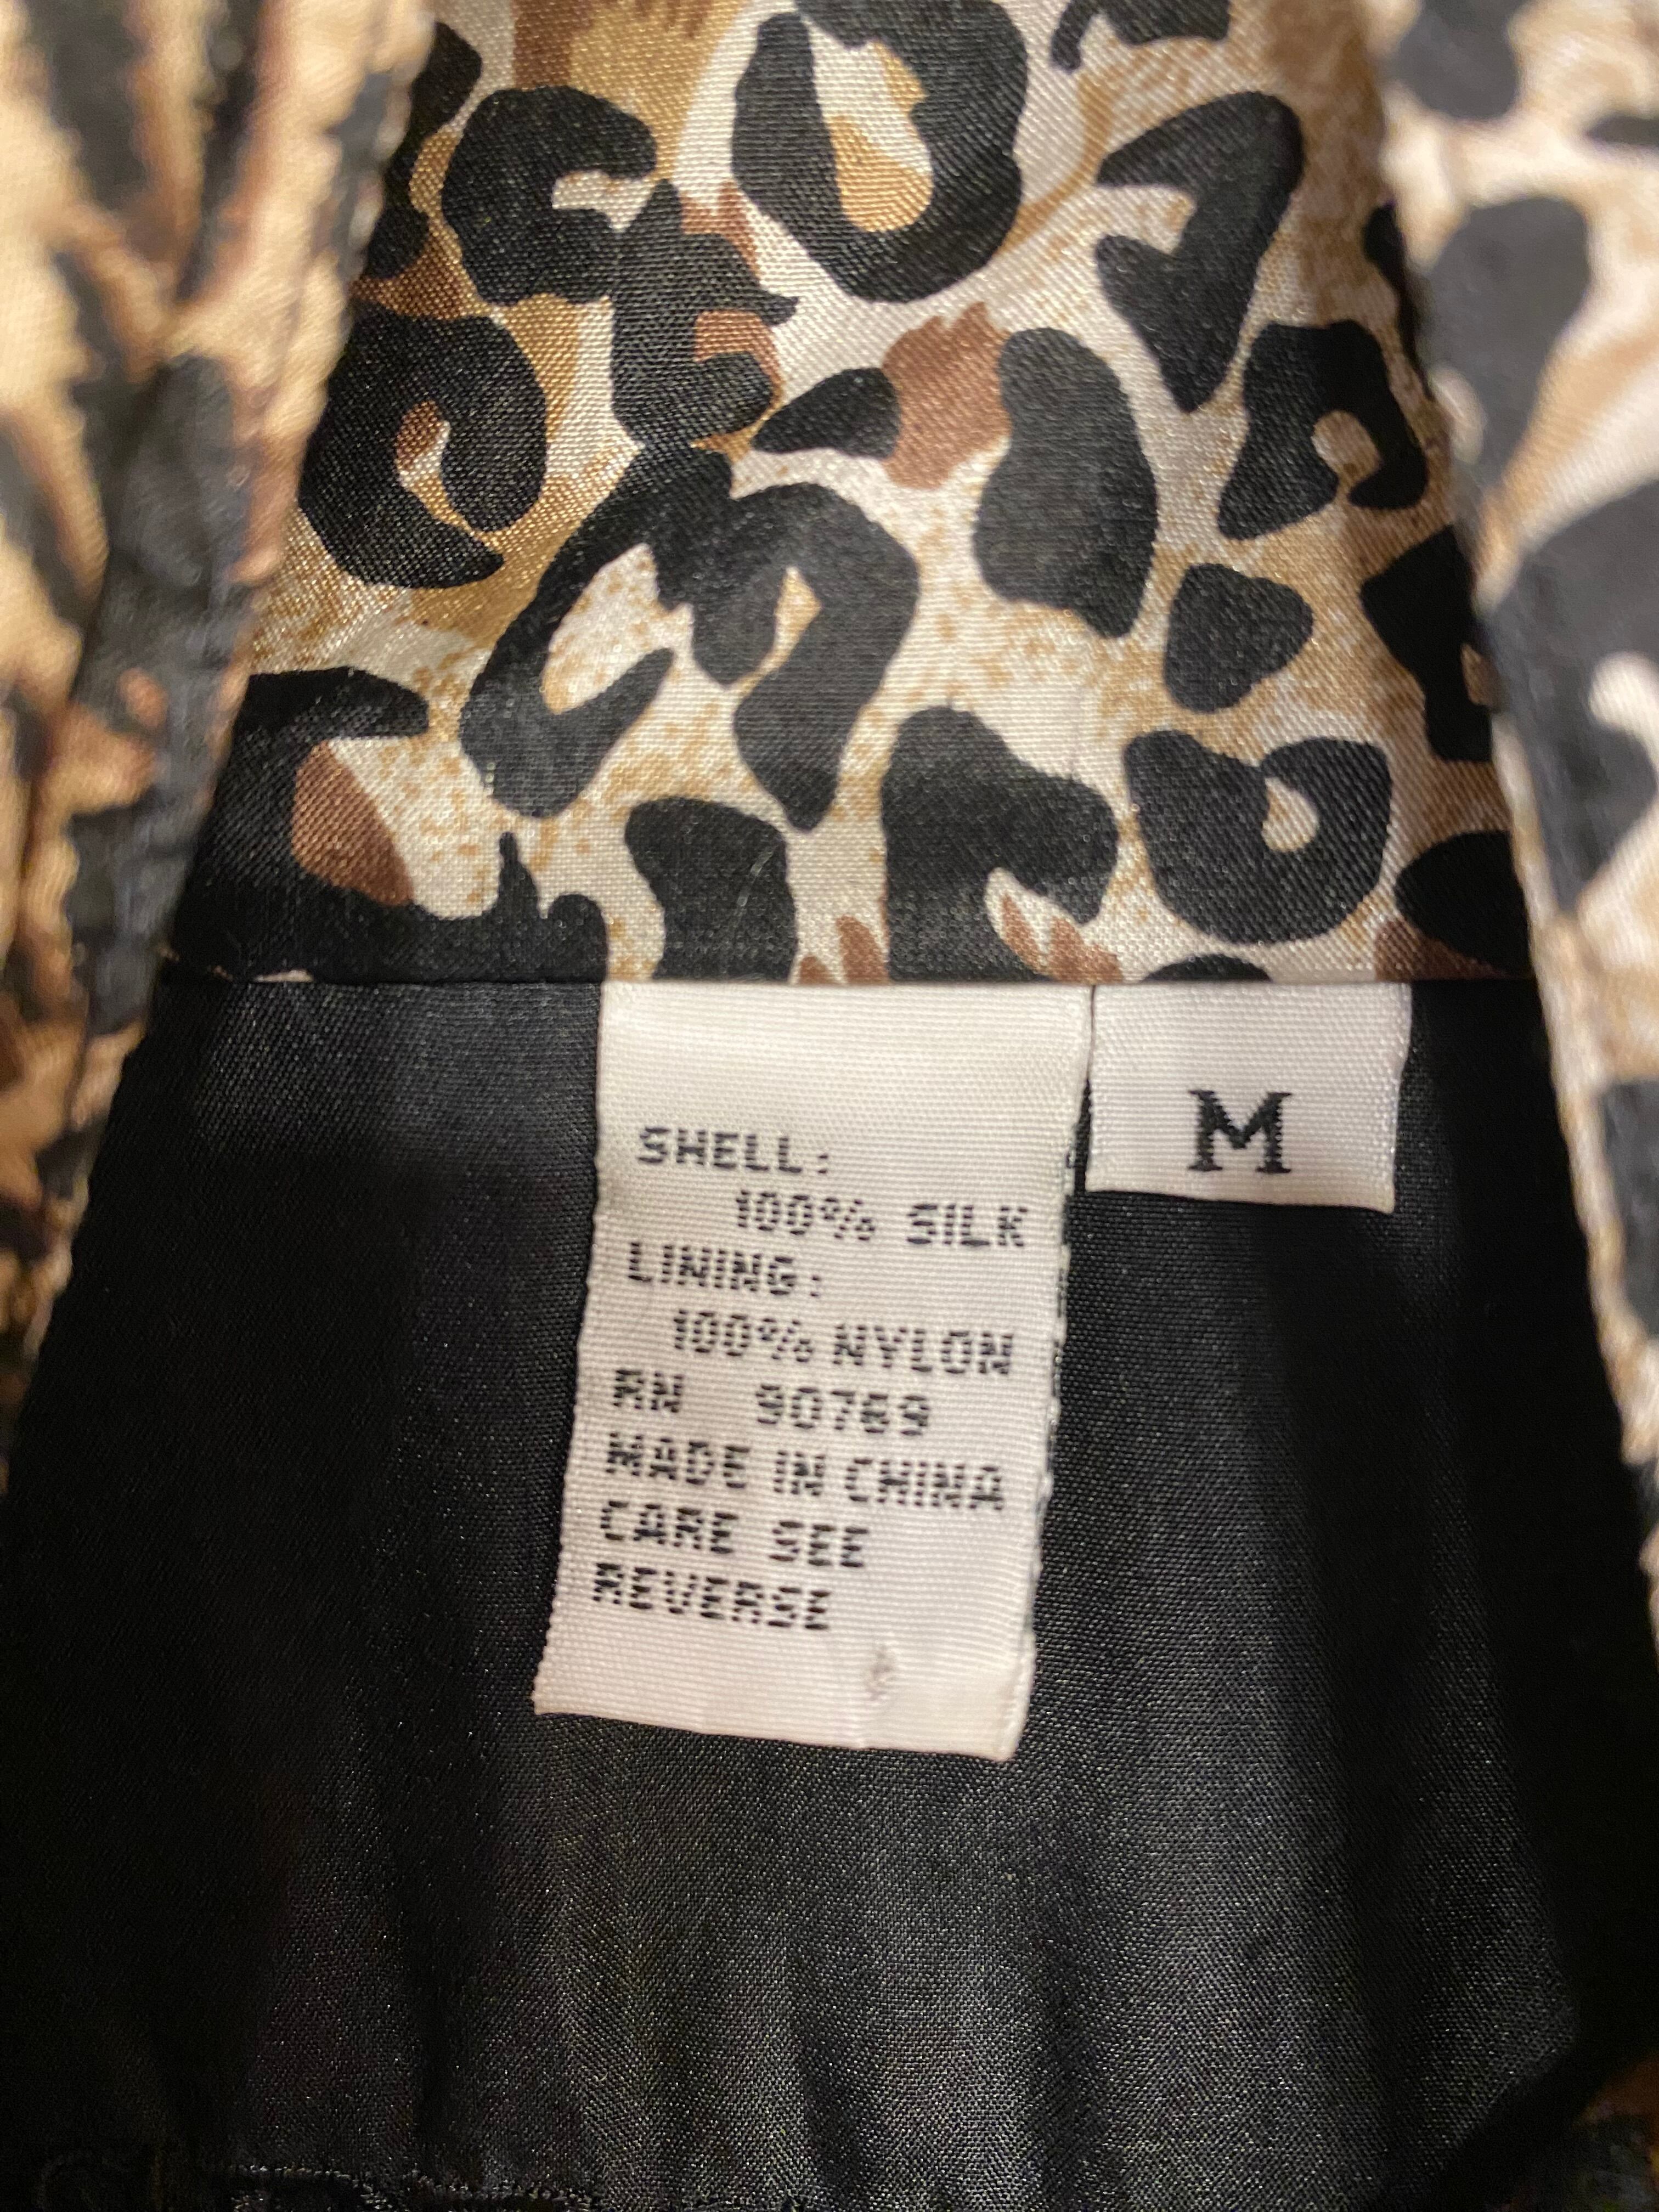 SHELL:
100% SILK
LINING:
100% NYLON
RN 90769
MADE IN CHINA
CARE SEE
REVERSE
M